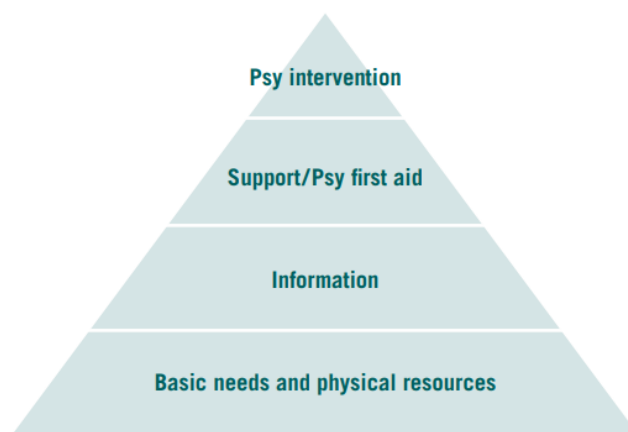 Psy intervention
Support/Psy first aid
Information
Basic needs and physical resources